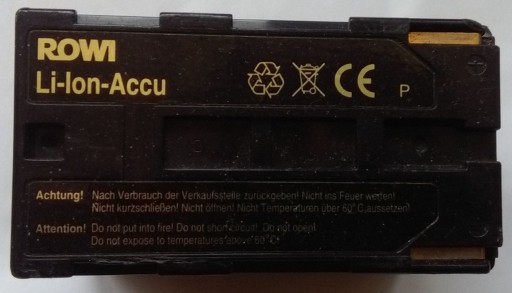 ROWI
Li-Ion-Accu
CE P
Achtung! Nach Verbrauch der Verkaufsstelle zurückgeben! Nicht ins Feuer werfen!
Nicht kurzschließen! Nicht öffnen! Nicht Temperaturen über 60° C aussetzen!
Attention! Do not put into fire! Do not shortcircuit! Do not open!
Do not expose to temperatures above 60° C!